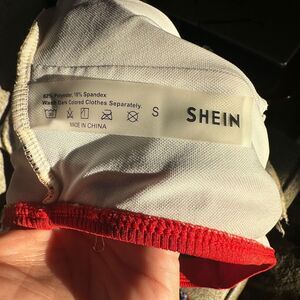 82% Polyester, 18% Spandex
Wash Dark Colored Clothes Separately.
S
SHEIN
MADE IN CHINA